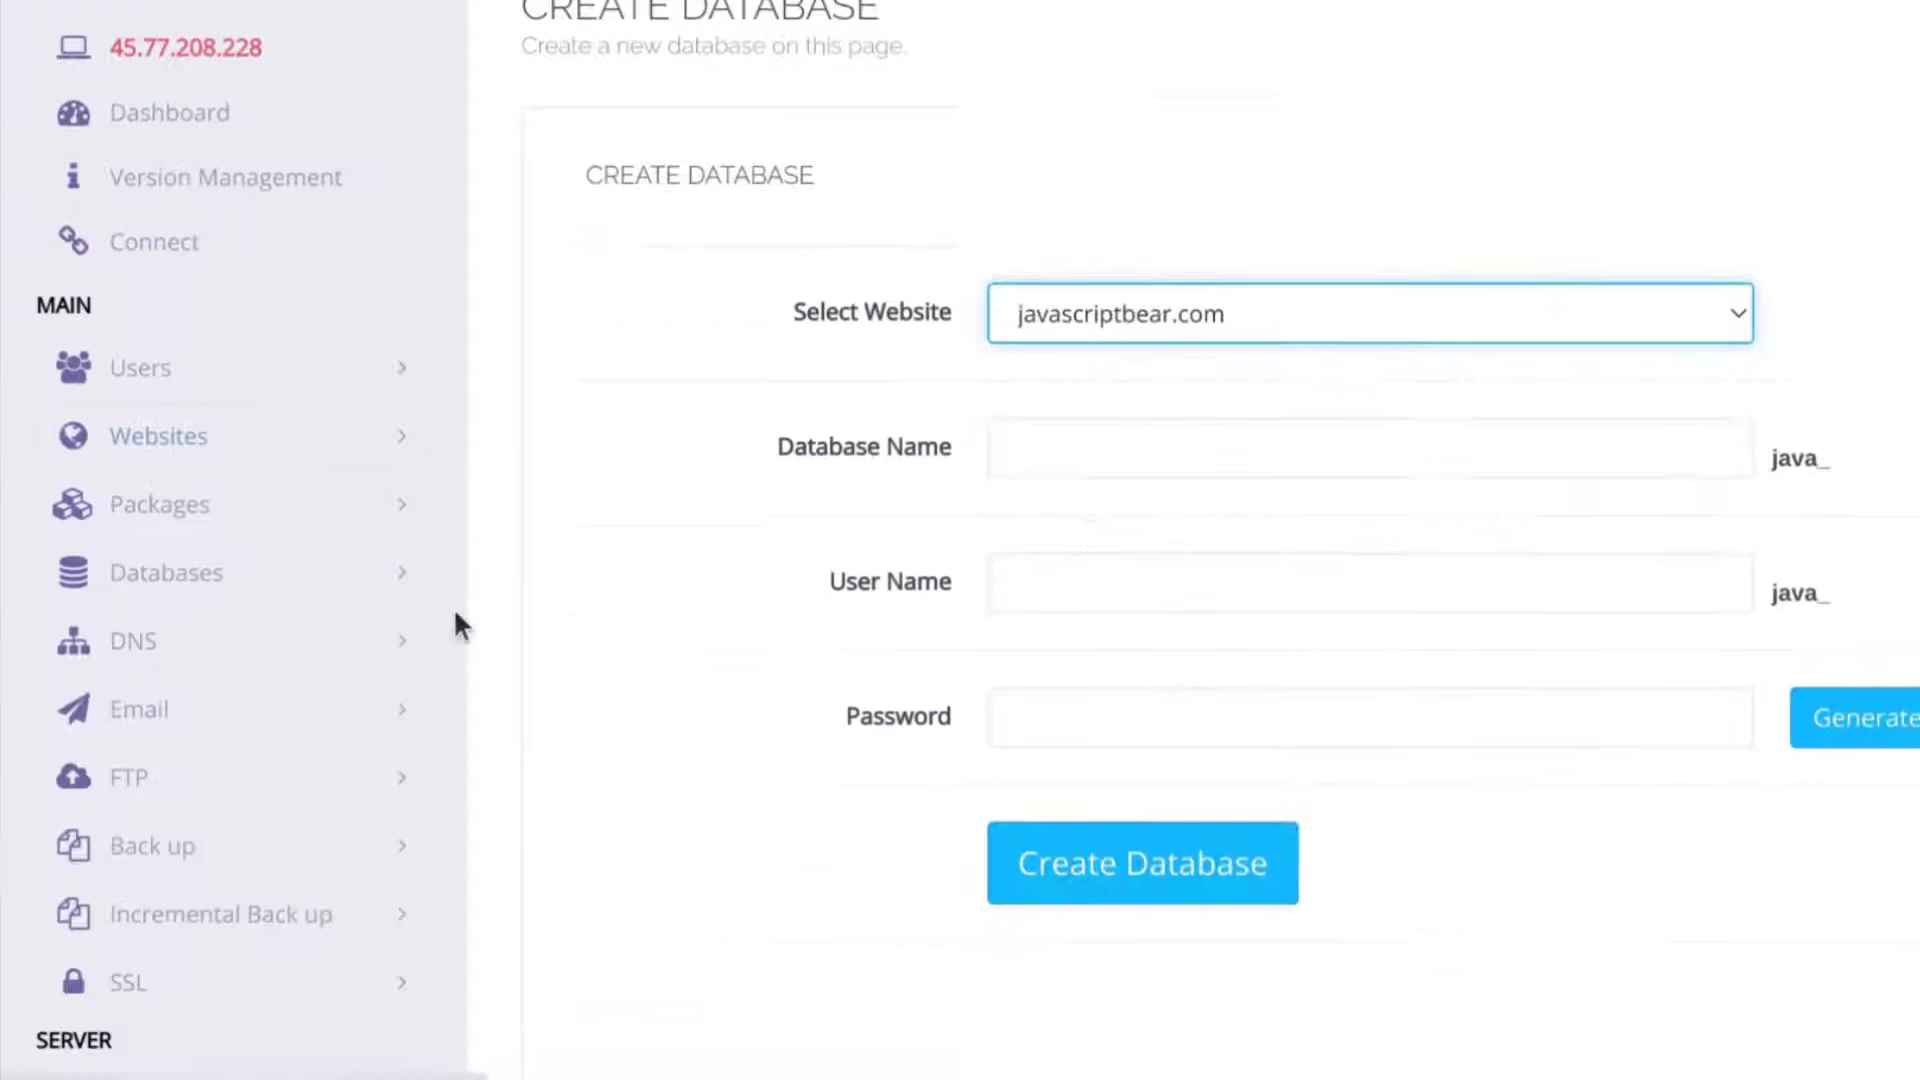 45.77.208.228
Dashboard
Version Management
Connect
MAIN
Users
Websites
Packages
Databases
DNS
Email
FTP
Back up
Incremental Back up
SSL
SERVER
CREATE DATABASE
Create a new database on this page.
CREATE DATABASE
Select Website
javascriptbear.com
Database Name
java_
User Name
java_
Password
Generate
Create Database